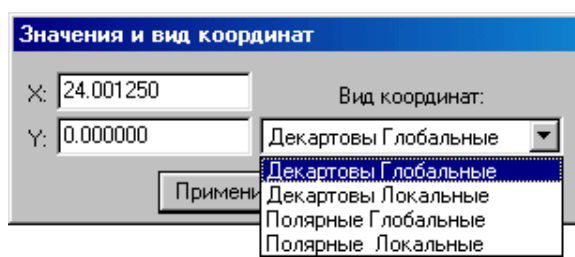 Значения и вид координат
X: 24.001250
Вид координат:
Y: 0.000000
Декартовы Глобальные
Декартовы Глобальные
Декартовы Локальные
Полярные Глобальные
Полярные Локальные